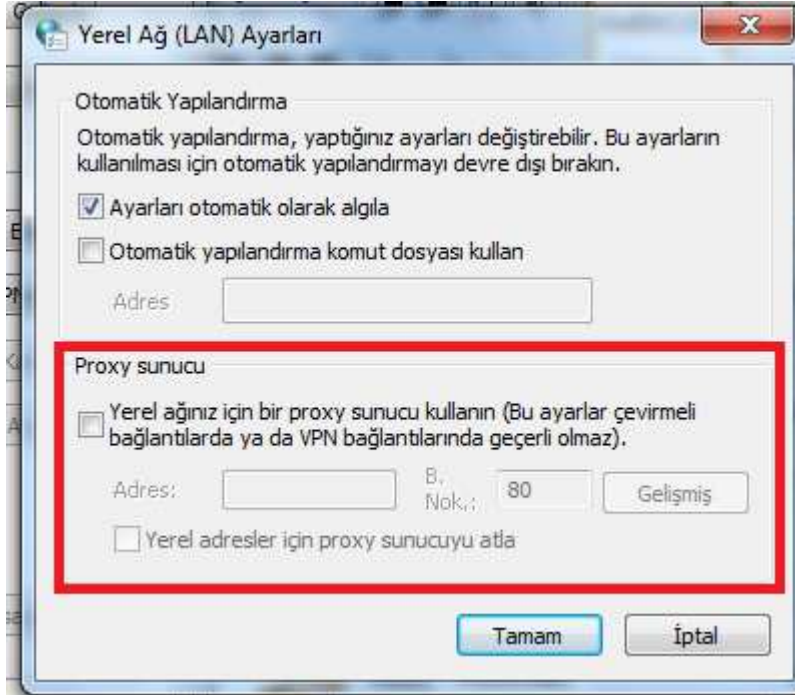 Yerel Ağ (LAN) Ayarları
Otomatik Yapılandırma
Otomatik yapılandırma, yaptığınız ayarları değiştirebilir. Bu ayarların
kullanılması için otomatik yapılandırmayı devre dışı bırakın.
Ayarları otomatik olarak algıla
Otomatik yapılandırma komut dosyası kullan
Adres
Proxy sunucu
Yerel ağınız için bir proxy sunucu kullanın (Bu ayarlar çevirmeli
bağlantılarda ya da VPN bağlantılarında geçerli olmaz).
Adres:
B.
Nok.:
80
Gelişmiş
Yerel adresler için proxy sunucuyu atla
Tamam
İptal